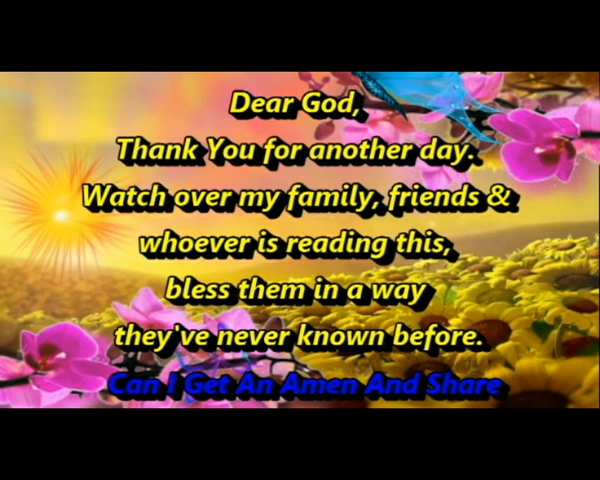 Dear God,
Thank You for another day.
Watch over my family, friends &
whoever is reading this,
bless them in a way
they've never known before.
Can I Get An Amen And Share